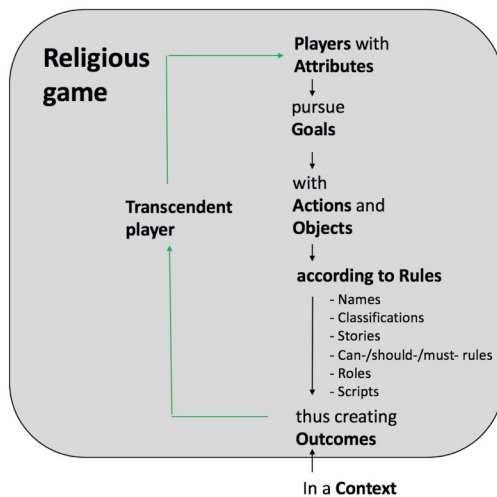 Religious
game
Players with
Attributes
pursue
Goals
with
Actions and
Objects
Transcendent
player
according to Rules
- Names
- Classifications
- Stories
- Can-/should-/must- rules
- Roles
- Scripts
thus creating
Outcomes
In a Context